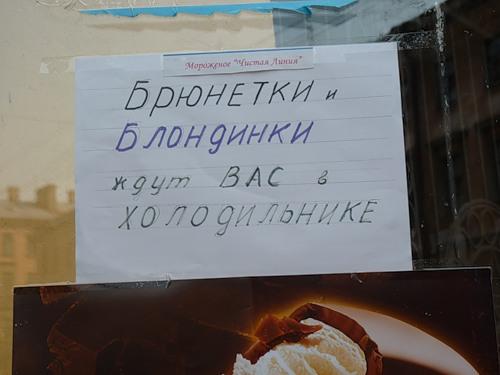 Мороженое "Чистая Линия"
БРЮНЕТКИ и
БЛОНДИНКИ
ждут ВАС в
ХОЛОДИЛЬНИКЕ